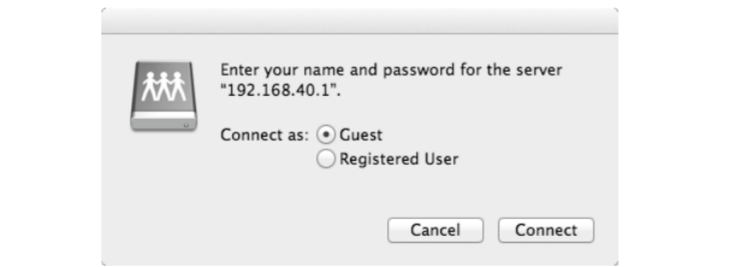 Enter your name and password for the server
"192.168.40.1".
Connect as: Guest
Registered User
Cancel Connect